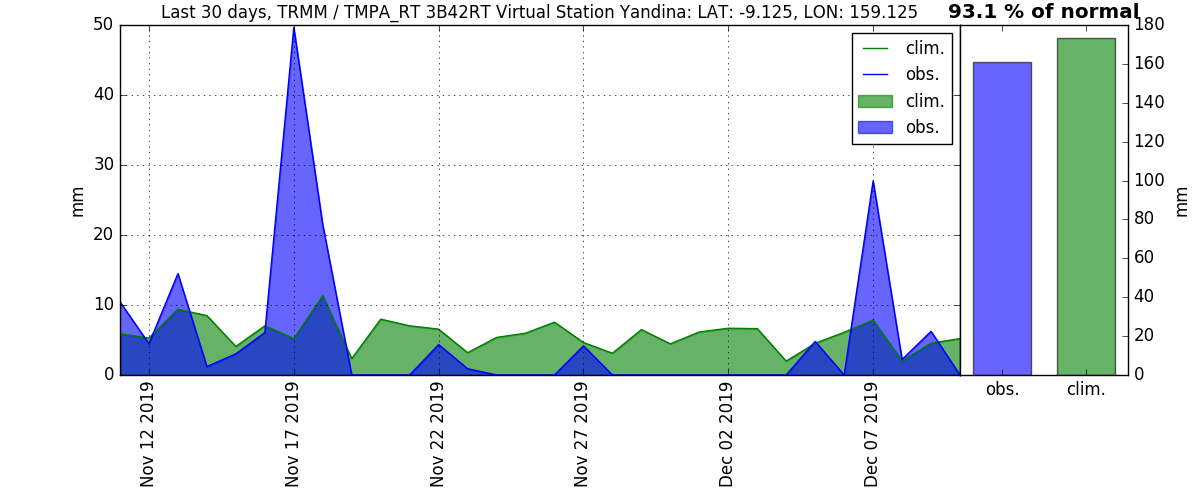 Last 30 days, TRMM / TMPA_RT 3B42RT Virtual Station Yandina: LAT: -9.125, LON: 159.125
93.1 % of normal
50
40
30
20
10
0
mm
clim.
obs.
clim.
obs.
180
160
140
120
100
80
60
40
20
0
mm
obs.
clim.
Nov 12 2019
Nov 17 2019
Nov 22 2019
Nov 27 2019
Dec 02 2019
Dec 07 2019